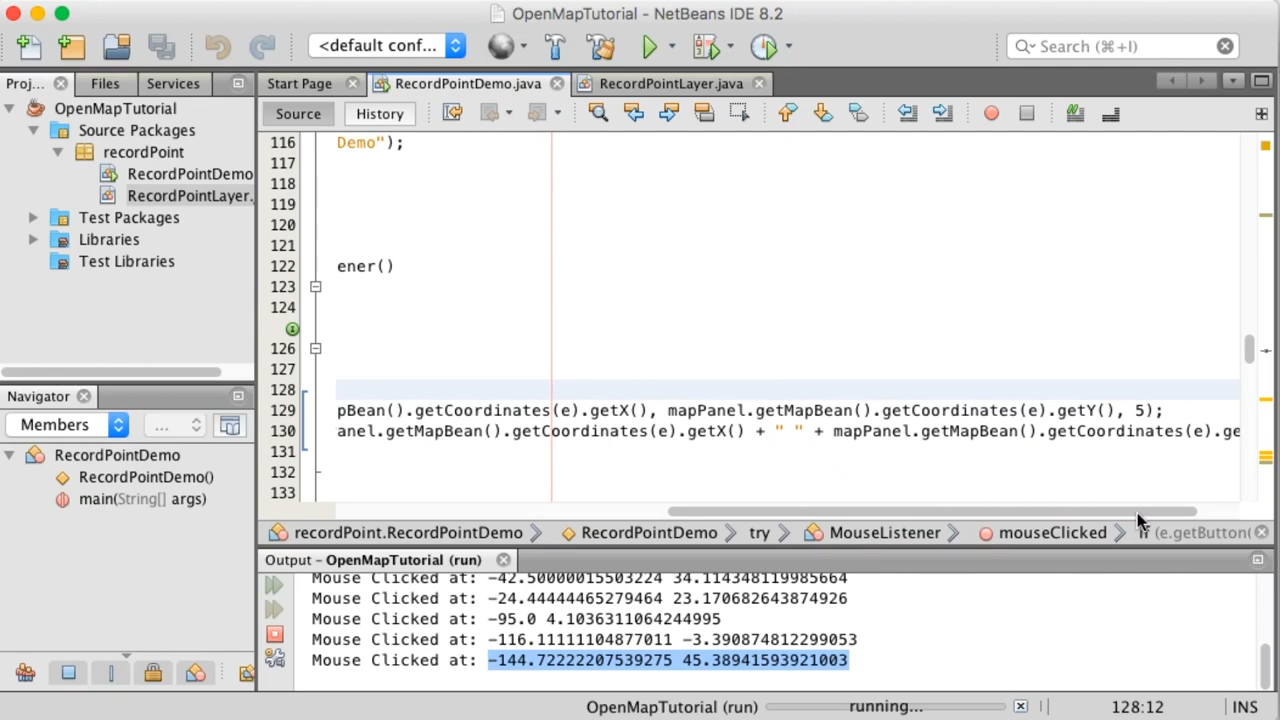 OpenMapTutorial - NetBeans IDE 8.2
<default conf...
Search (⌘+I)
Proj...
Files
Services
Start Page
RecordPointDemo.java
RecordPointLayer.java
Source
History
OpenMapTutorial
Source Packages
recordPoint
RecordPointDemo
RecordPointLayer.
Test Packages
Libraries
Test Libraries
116 Demo");
117
118
119
120
121
122 ener()
123
124
126
127
128
129 pBean().getCoordinates(e).getX(), mapPanel.getMapBean().getCoordinates(e).getY(), 5);
130 anel.getMapBean().getCoordinates(e).getX() + " " + mapPanel.getMapBean().getCoordinates(e).ge
131
132
133
Navigator
Members
...
RecordPointDemo
RecordPointDemo()
main(String[] args)
recordPoint.RecordPointDemo
RecordPointDemo
try
MouseListener
mouseClicked
(e.getButton(
Output - OpenMapTutorial (run)
Mouse Clicked at: -42.50000015503224 34.114348119985664
Mouse Clicked at: -24.44444465279464 23.170682643874926
Mouse Clicked at: -95.0 4.1036311064244995
Mouse Clicked at: -116.11111104877011 -3.390874812299053
Mouse Clicked at: -144.72222207539275 45.38941593921003
OpenMapTutorial (run)
running...
128:12
INS